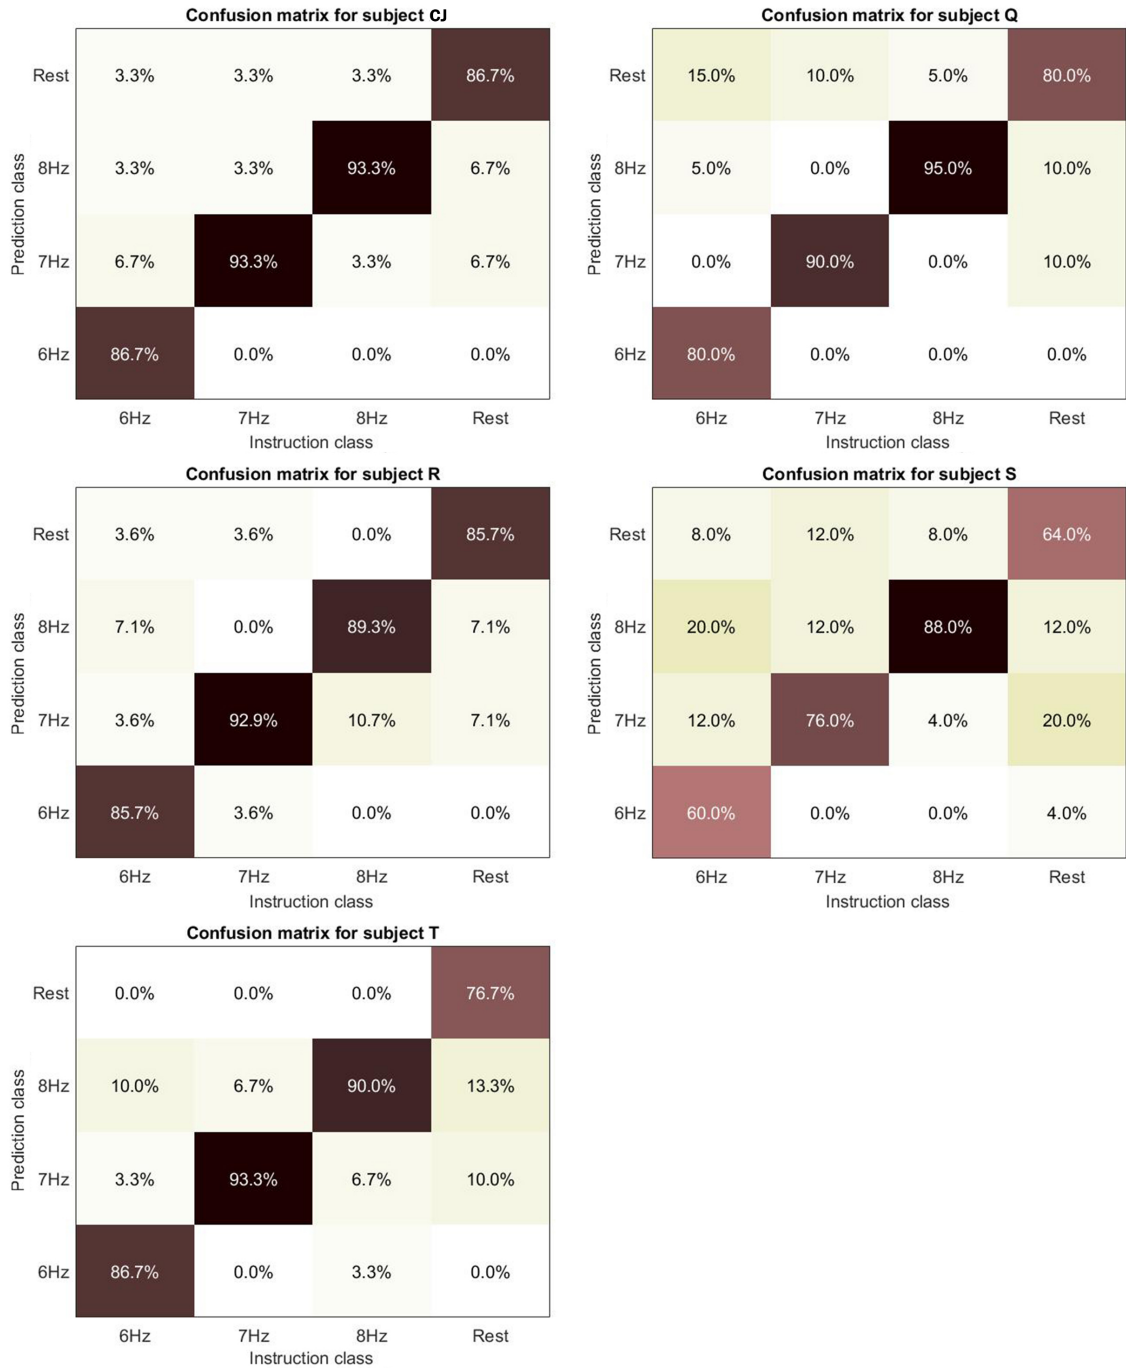 Confusion matrix for subject CJ
Rest 3.3% 3.3% 3.3% 86.7%
8Hz 3.3% 3.3% 93.3% 6.7%
7Hz 6.7% 93.3% 3.3% 6.7%
6Hz 86.7% 0.0% 0.0% 0.0%
6Hz 7Hz 8Hz Rest
Instruction class
Prediction class
Confusion matrix for subject Q
Rest 15.0% 10.0% 5.0% 80.0%
8Hz 5.0% 0.0% 95.0% 10.0%
7Hz 0.0% 90.0% 0.0% 10.0%
6Hz 80.0% 0.0% 0.0% 0.0%
6Hz 7Hz 8Hz Rest
Instruction class
Prediction class
Confusion matrix for subject R
Rest 3.6% 3.6% 0.0% 85.7%
8Hz 7.1% 0.0% 89.3% 7.1%
7Hz 3.6% 92.9% 10.7% 7.1%
6Hz 85.7% 3.6% 0.0% 0.0%
6Hz 7Hz 8Hz Rest
Instruction class
Prediction class
Confusion matrix for subject S
Rest 8.0% 12.0% 8.0% 64.0%
8Hz 20.0% 12.0% 88.0% 12.0%
7Hz 12.0% 76.0% 4.0% 20.0%
6Hz 60.0% 0.0% 0.0% 4.0%
6Hz 7Hz 8Hz Rest
Instruction class
Prediction class
Confusion matrix for subject T
Rest 0.0% 0.0% 0.0% 76.7%
8Hz 10.0% 6.7% 90.0% 13.3%
7Hz 3.3% 93.3% 6.7% 10.0%
6Hz 86.7% 0.0% 3.3% 0.0%
6Hz 7Hz 8Hz Rest
Instruction class
Prediction class